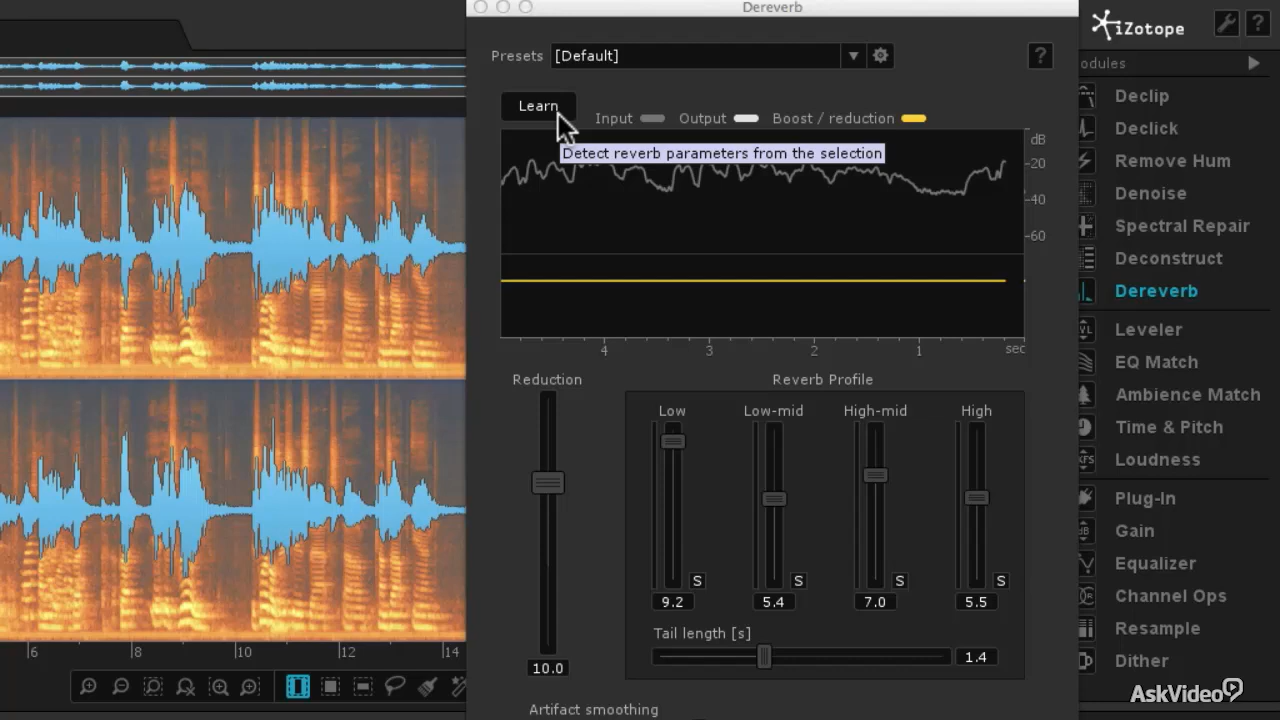 Dereverb
iZotope
?
Presets [Default]
?
odules
Learn
Input Output Boost / reduction
Detect reverb parameters from the selection
dB
-20
-40
-60
4 3 2 1 sec
Reduction
10.0
Reverb Profile
Low Low-mid High-mid High
S S S S
9.2 5.4 7.0 5.5
Tail length [s]
1.4
Artifact smoothing
Declip
Declick
Remove Hum
Denoise
Spectral Repair
Deconstruct
Dereverb
Leveler
EQ Match
Ambience Match
Time & Pitch
Loudness
Plug-In
Gain
Equalizer
Channel Ops
Resample
Dither
6 8 10 12 14
AskVideo